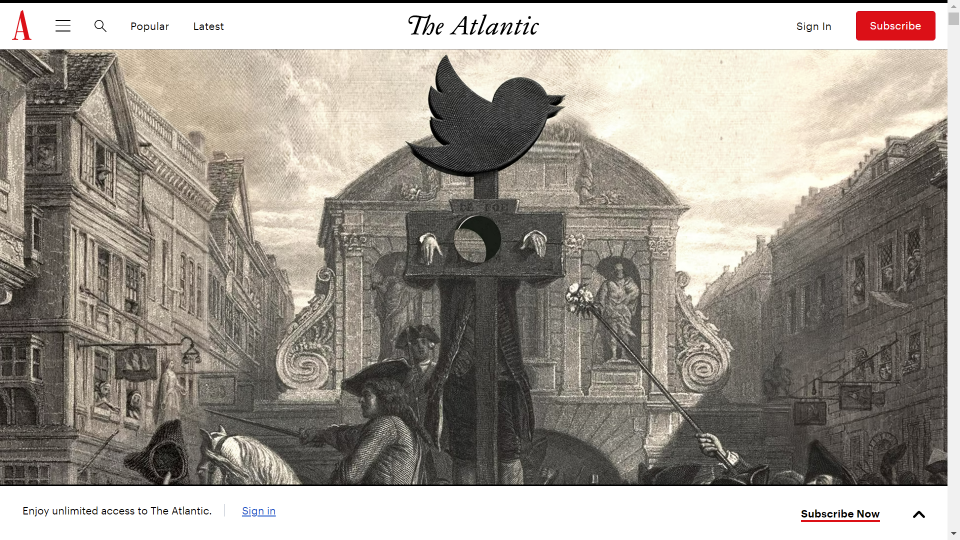 A
Popular
Latest
The Atlantic
Sign In
Subscribe
Enjoy unlimited access to The Atlantic.
Sign in
Subscribe Now